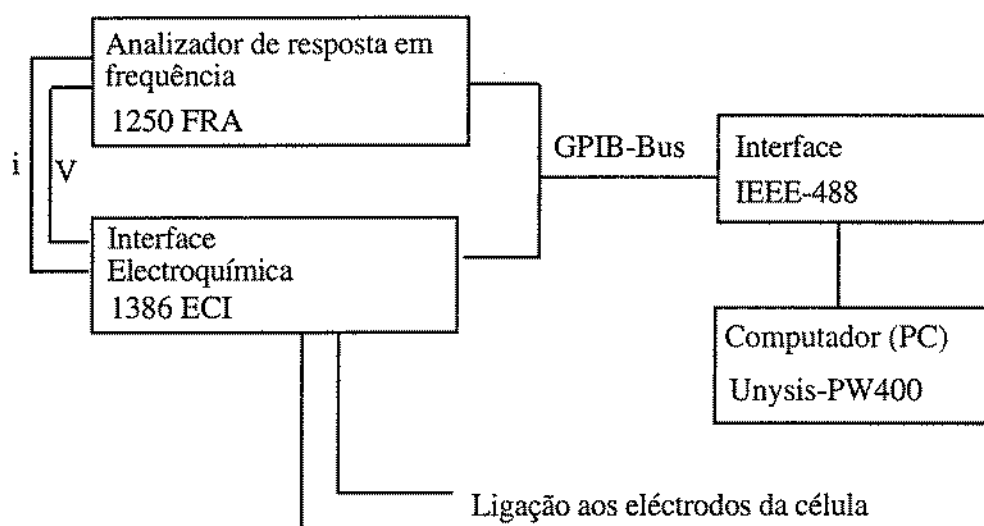 Analizador de resposta em
frequência
1250 FRA
i
V
GPIB-Bus
Interface
IEEE-488
Interface
Electroquímica
1386 ECI
Computador (PC)
Unysis-PW400
Ligação aos eléctrodos da célula